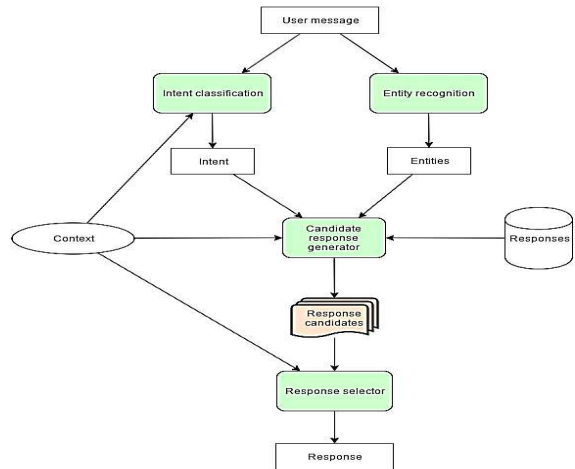 User message
Intent classification
Entity recognition
Intent
Entities
Context
Candidate
response
generator
Responses
Response
candidates
Response selector
Response